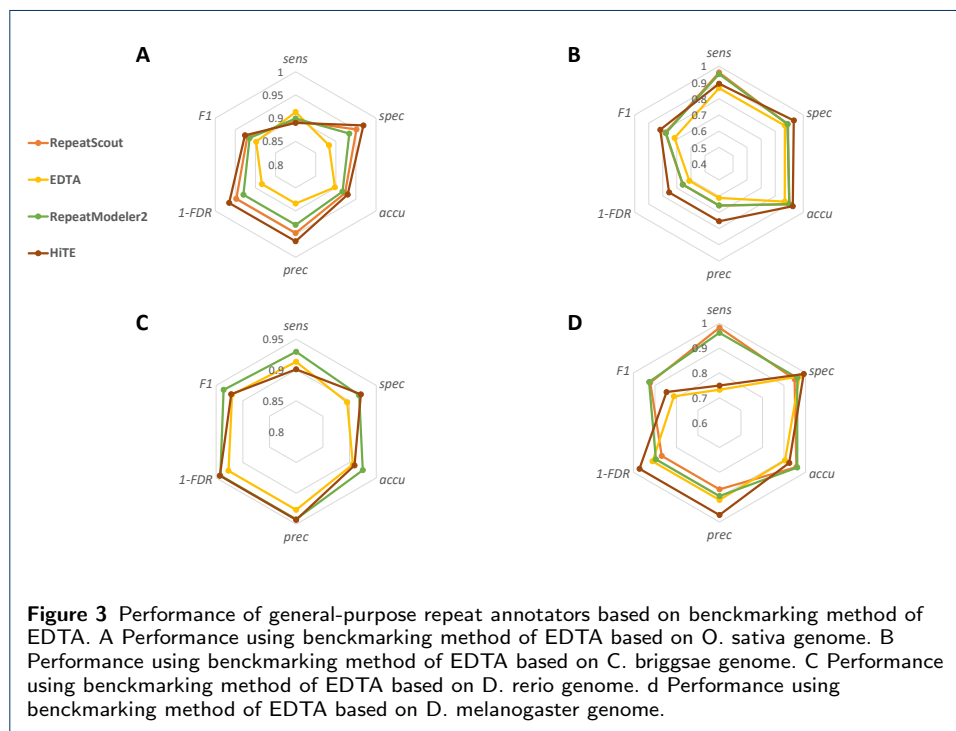 A
sens
1
0.95
0.9
0.85
0.8
spec
accu
prec
1-FDR
F1
RepeatScout
EDTA
RepeatModeler2
HiTE
B
sens
1
0.9
0.8
0.7
0.6
0.5
0.4
spec
accu
prec
1-FDR
F1
C
sens
0.95
0.9
0.85
0.8
spec
accu
prec
1-FDR
F1
D
sens
1
0.9
0.8
0.7
0.6
spec
accu
prec
1-FDR
F1
Figure 3 Performance of general-purpose repeat annotators based on benckmarking method of
EDTA. A Performance using benckmarking method of EDTA based on O. sativa genome. B
Performance using benckmarking method of EDTA based on C. briggsae genome. C Performance
using benckmarking method of EDTA based on D. rerio genome. d Performance using
benckmarking method of EDTA based on D. melanogaster genome.